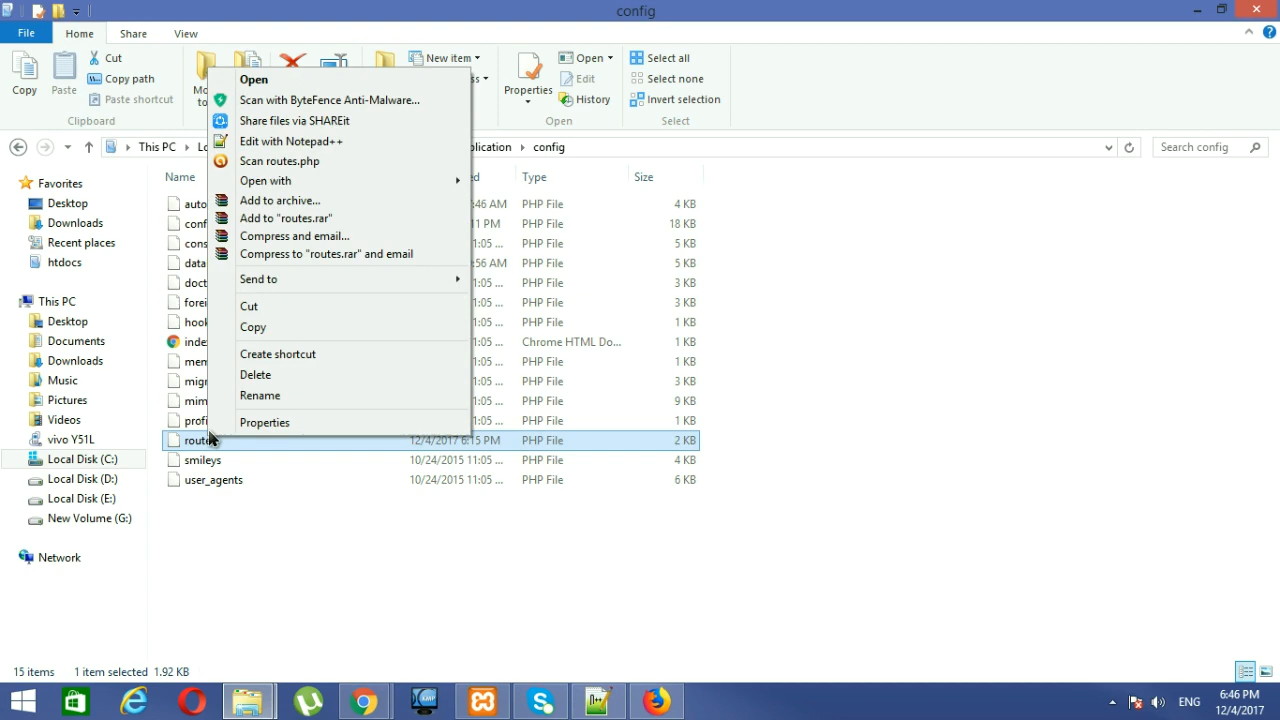 config
File
Home
Share
View
Cut
Copy path
Paste shortcut
Copy
Paste
Clipboard
New item
Properties
Open
Edit
History
Open
Select all
Select none
Invert selection
Select
This PC
config
Search config
Name
Type
Size
Favorites
Desktop
Downloads
Recent places
htdocs
This PC
Desktop
Documents
Downloads
Music
Pictures
Videos
vivo Y51L
Local Disk (C:)
Local Disk (D:)
Local Disk (E:)
New Volume (G:)
Network
Open
Scan with ByteFence Anti-Malware...
Share files via SHAREit
Edit with Notepad++
Scan routes.php
Open with
Add to archive...
Add to "routes.rar"
Compress and email...
Compress to "routes.rar" and email
Send to
Cut
Copy
Create shortcut
Delete
Rename
Properties
PHP File 4 KB
PHP File 18 KB
PHP File 5 KB
PHP File 5 KB
PHP File 3 KB
PHP File 3 KB
PHP File 1 KB
Chrome HTML Do... 1 KB
PHP File 1 KB
PHP File 3 KB
PHP File 9 KB
PHP File 1 KB
12/4/2017 6:15 PM PHP File 2 KB
smileys 10/24/2015 11:05 ... PHP File 4 KB
user_agents 10/24/2015 11:05 ... PHP File 6 KB
15 items 1 item selected 1.92 KB
ENG
6:46 PM
12/4/2017